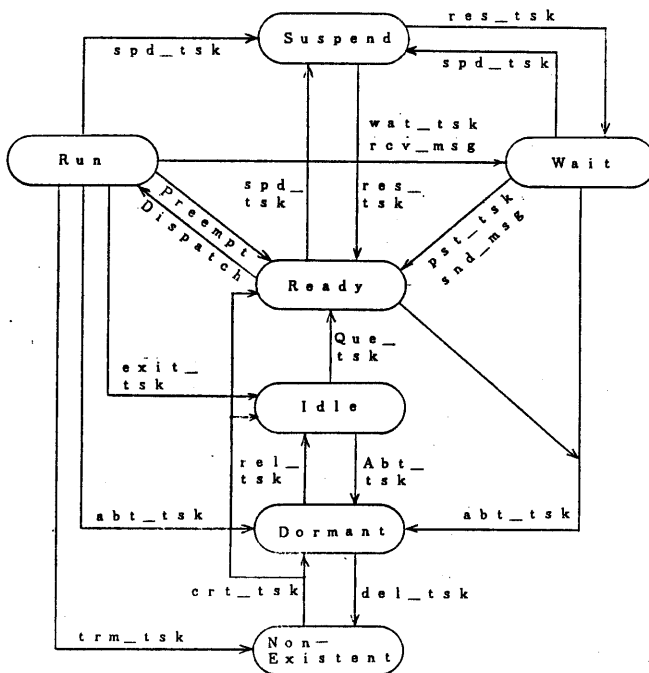 res_tsk
Suspend
spd_tsk
spd_tsk
wat_tsk
rcv_msg
Run
Wait
spd_
tsk
res_
tsk
Preempt
Dispatch
pst_tsk
snd_msg
Ready
Que_
tsk
exit_
tsk
Idle
rel_
tsk
Abt_
tsk
abt_tsk
Dormant
abt_tsk
crt_tsk
del_tsk
trm_tsk
Non-
Existent